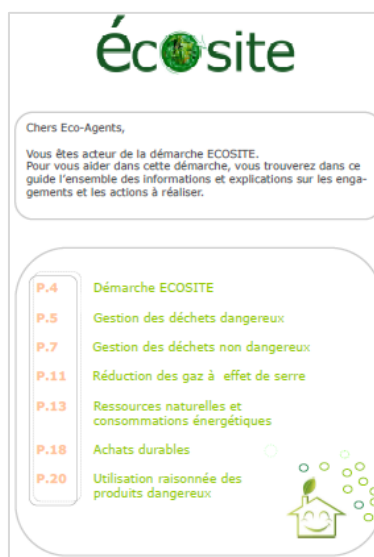 écosite
Chers Eco-Agents,
Vous êtes acteur de la démarche ECOSITE.
Pour vous aider dans cette démarche, vous trouverez dans ce
guide l'ensemble des informations et explications sur les enga-
gements et les actions à réaliser.
P.4 Démarche ECOSITE
P.5 Gestion des déchets dangereux
P.7 Gestion des déchets non dangereux
P.11 Réduction des gaz à effet de serre
P.13 Ressources naturelles et
consommations énergétiques
P.18 Achats durables
P.20 Utilisation raisonnée des
produits dangereux